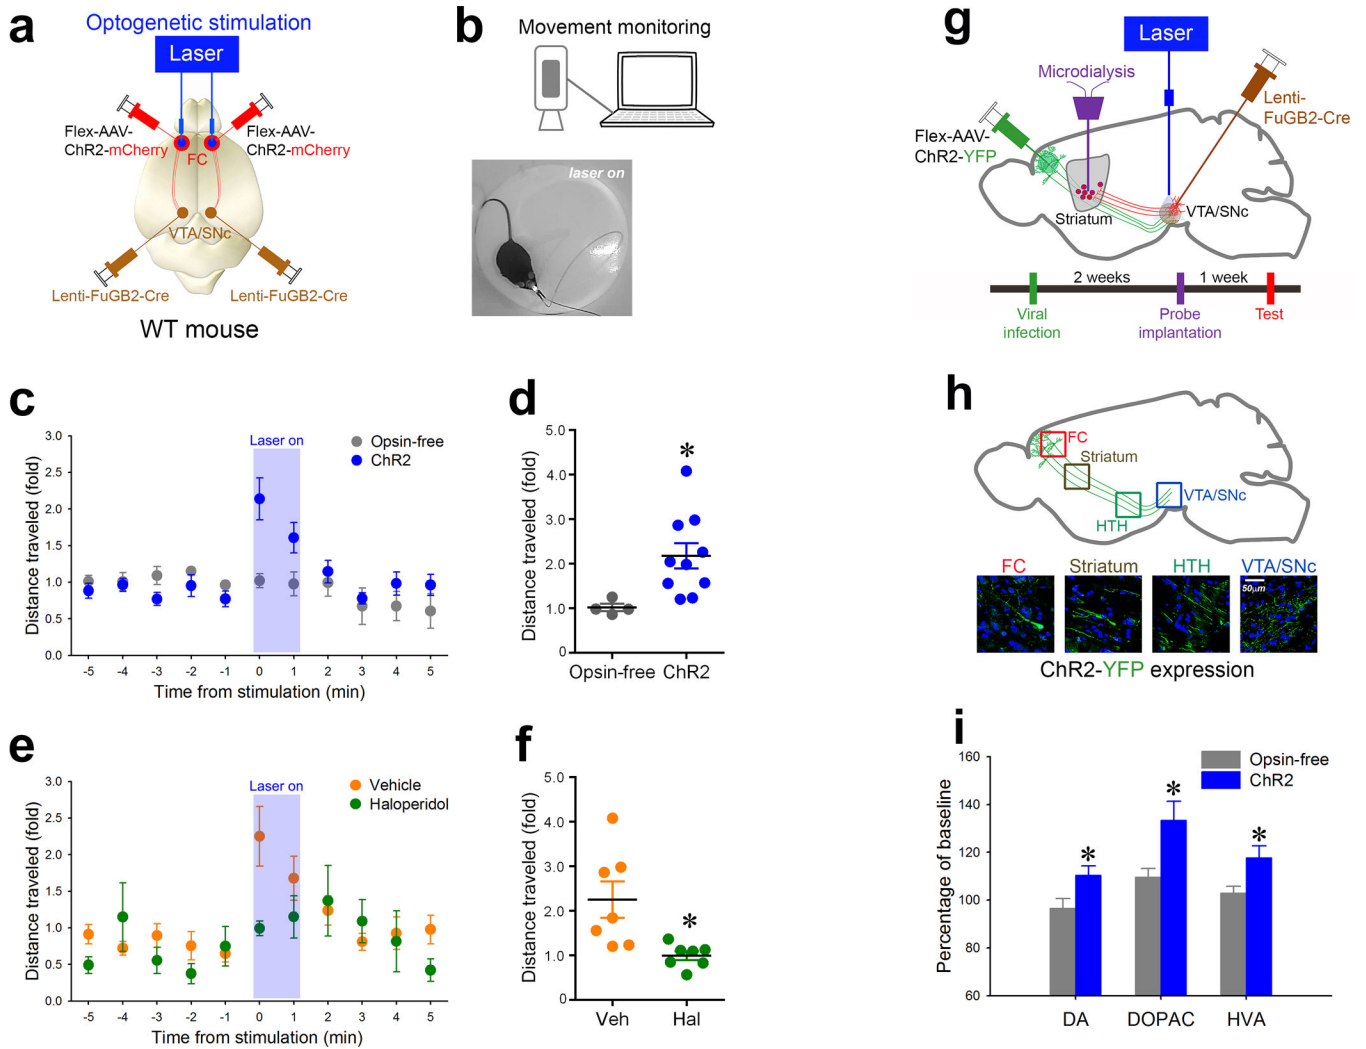 a
Optogenetic stimulation
Laser
Flex-AAV-
ChR2-mCherry
Flex-AAV-
ChR2-mCherry
FC
VTA/SNc
Lenti-FuGB2-Cre
Lenti-FuGB2-Cre
WT mouse
b
Movement monitoring
laser on
g
Laser
Microdialysis
Lenti-
FuGB2-Cre
Flex-AAV-
ChR2-YFP
Striatum
VTA/SNc
2 weeks
1 week
Viral
infection
Probe
implantation
Test
c
Distance traveled (fold)
3.0
2.5
2.0
1.5
1.0
0.5
0.0
Laser on
Opsin-free
ChR2
-5 -4 -3 -2 -1 0 1 2 3 4 5
Time from stimulation (min)
d
Distance traveled (fold)
5.0
4.0
3.0
2.0
1.0
0
*
Opsin-free ChR2
h
FC
Striatum
HTH
VTA/SNc
FC Striatum HTH VTA/SNc
50μm
ChR2-YFP expression
e
Distance traveled (fold)
3.0
2.5
2.0
1.5
1.0
0.5
0.0
Laser on
Vehicle
Haloperidol
-5 -4 -3 -2 -1 0 1 2 3 4 5
Time from stimulation (min)
f
Distance traveled (fold)
5.0
4.0
3.0
2.0
1.0
0
*
Veh Hal
i
Percentage of baseline
160
140
120
100
80
60
Opsin-free
ChR2
* * *
DA DOPAC HVA